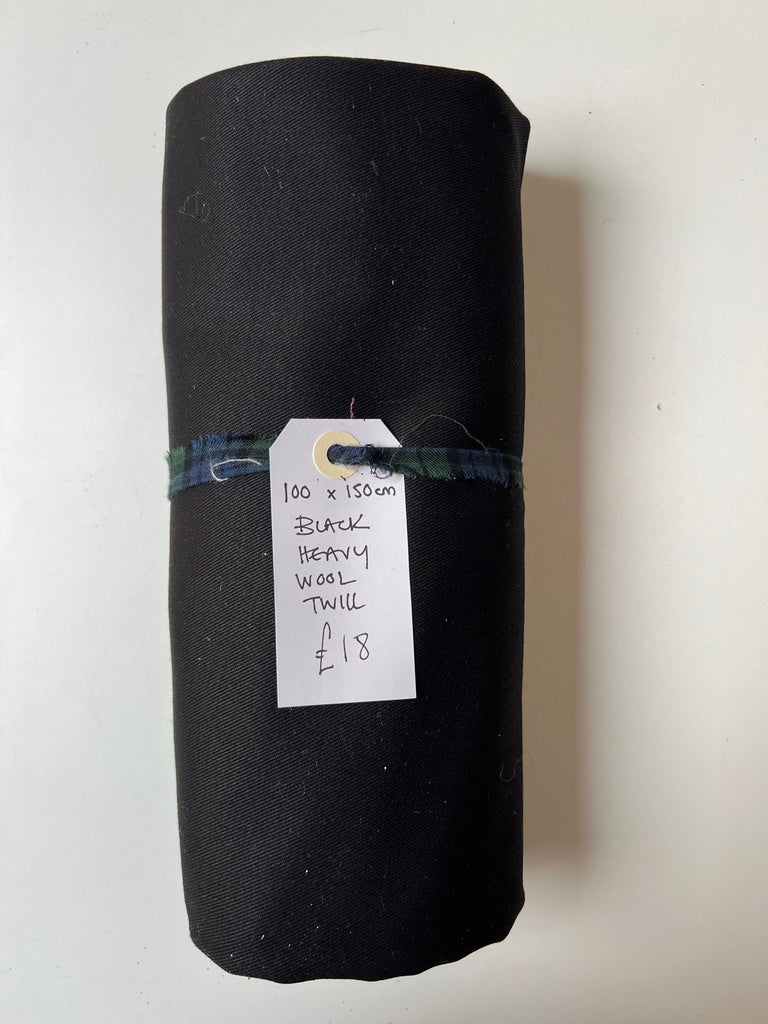 100 x 150cm
BLACK
HEAVY
WOOL
TWILL
£18